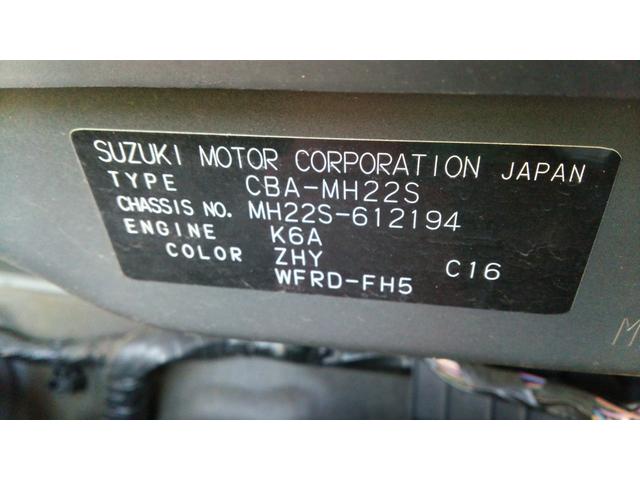 SUZUKI MOTOR CORPORATION JAPAN
TYPE CBA-MH22S
CHASSIS NO. MH22S-612194
ENGINE K6A
COLOR ZHY C16
WFRD-FH5
M